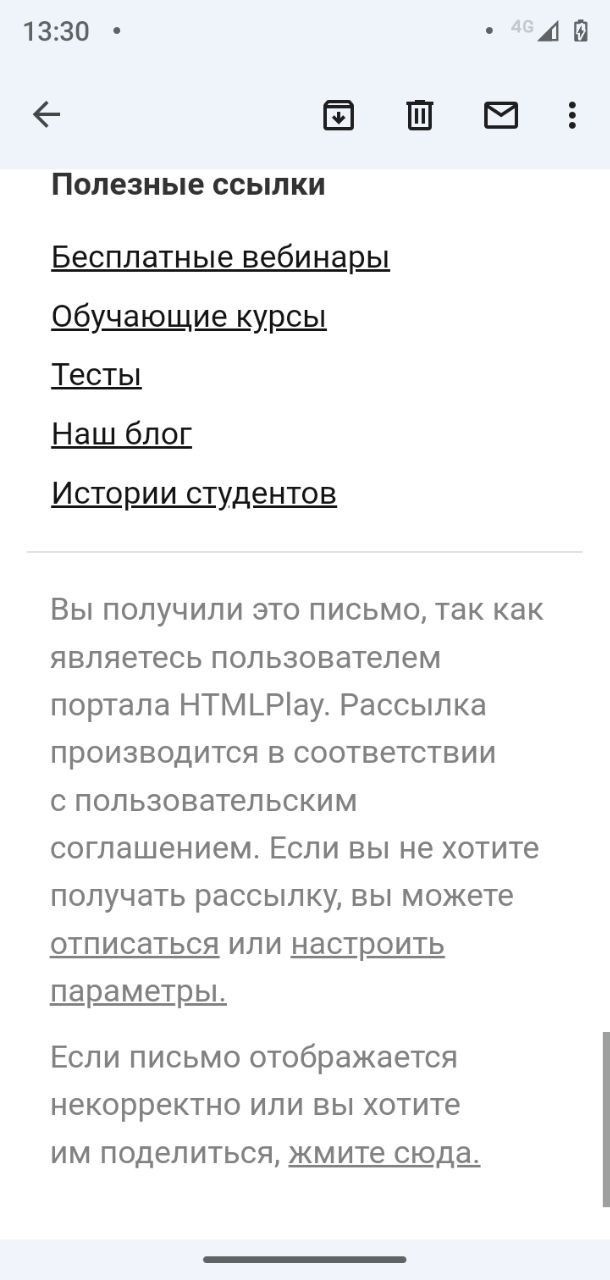 13:30
4G
Полезные ссылки
Бесплатные вебинары
Обучающие курсы
Тесты
Наш блог
Истории студентов
Вы получили это письмо, так как
являетесь пользователем
портала HTMLPlay. Рассылка
производится в соответствии
с пользовательским
соглашением. Если вы не хотите
получать рассылку, вы можете
отписаться или настроить
параметры.
Если письмо отображается
некорректно или вы хотите
им поделиться, жмите сюда.